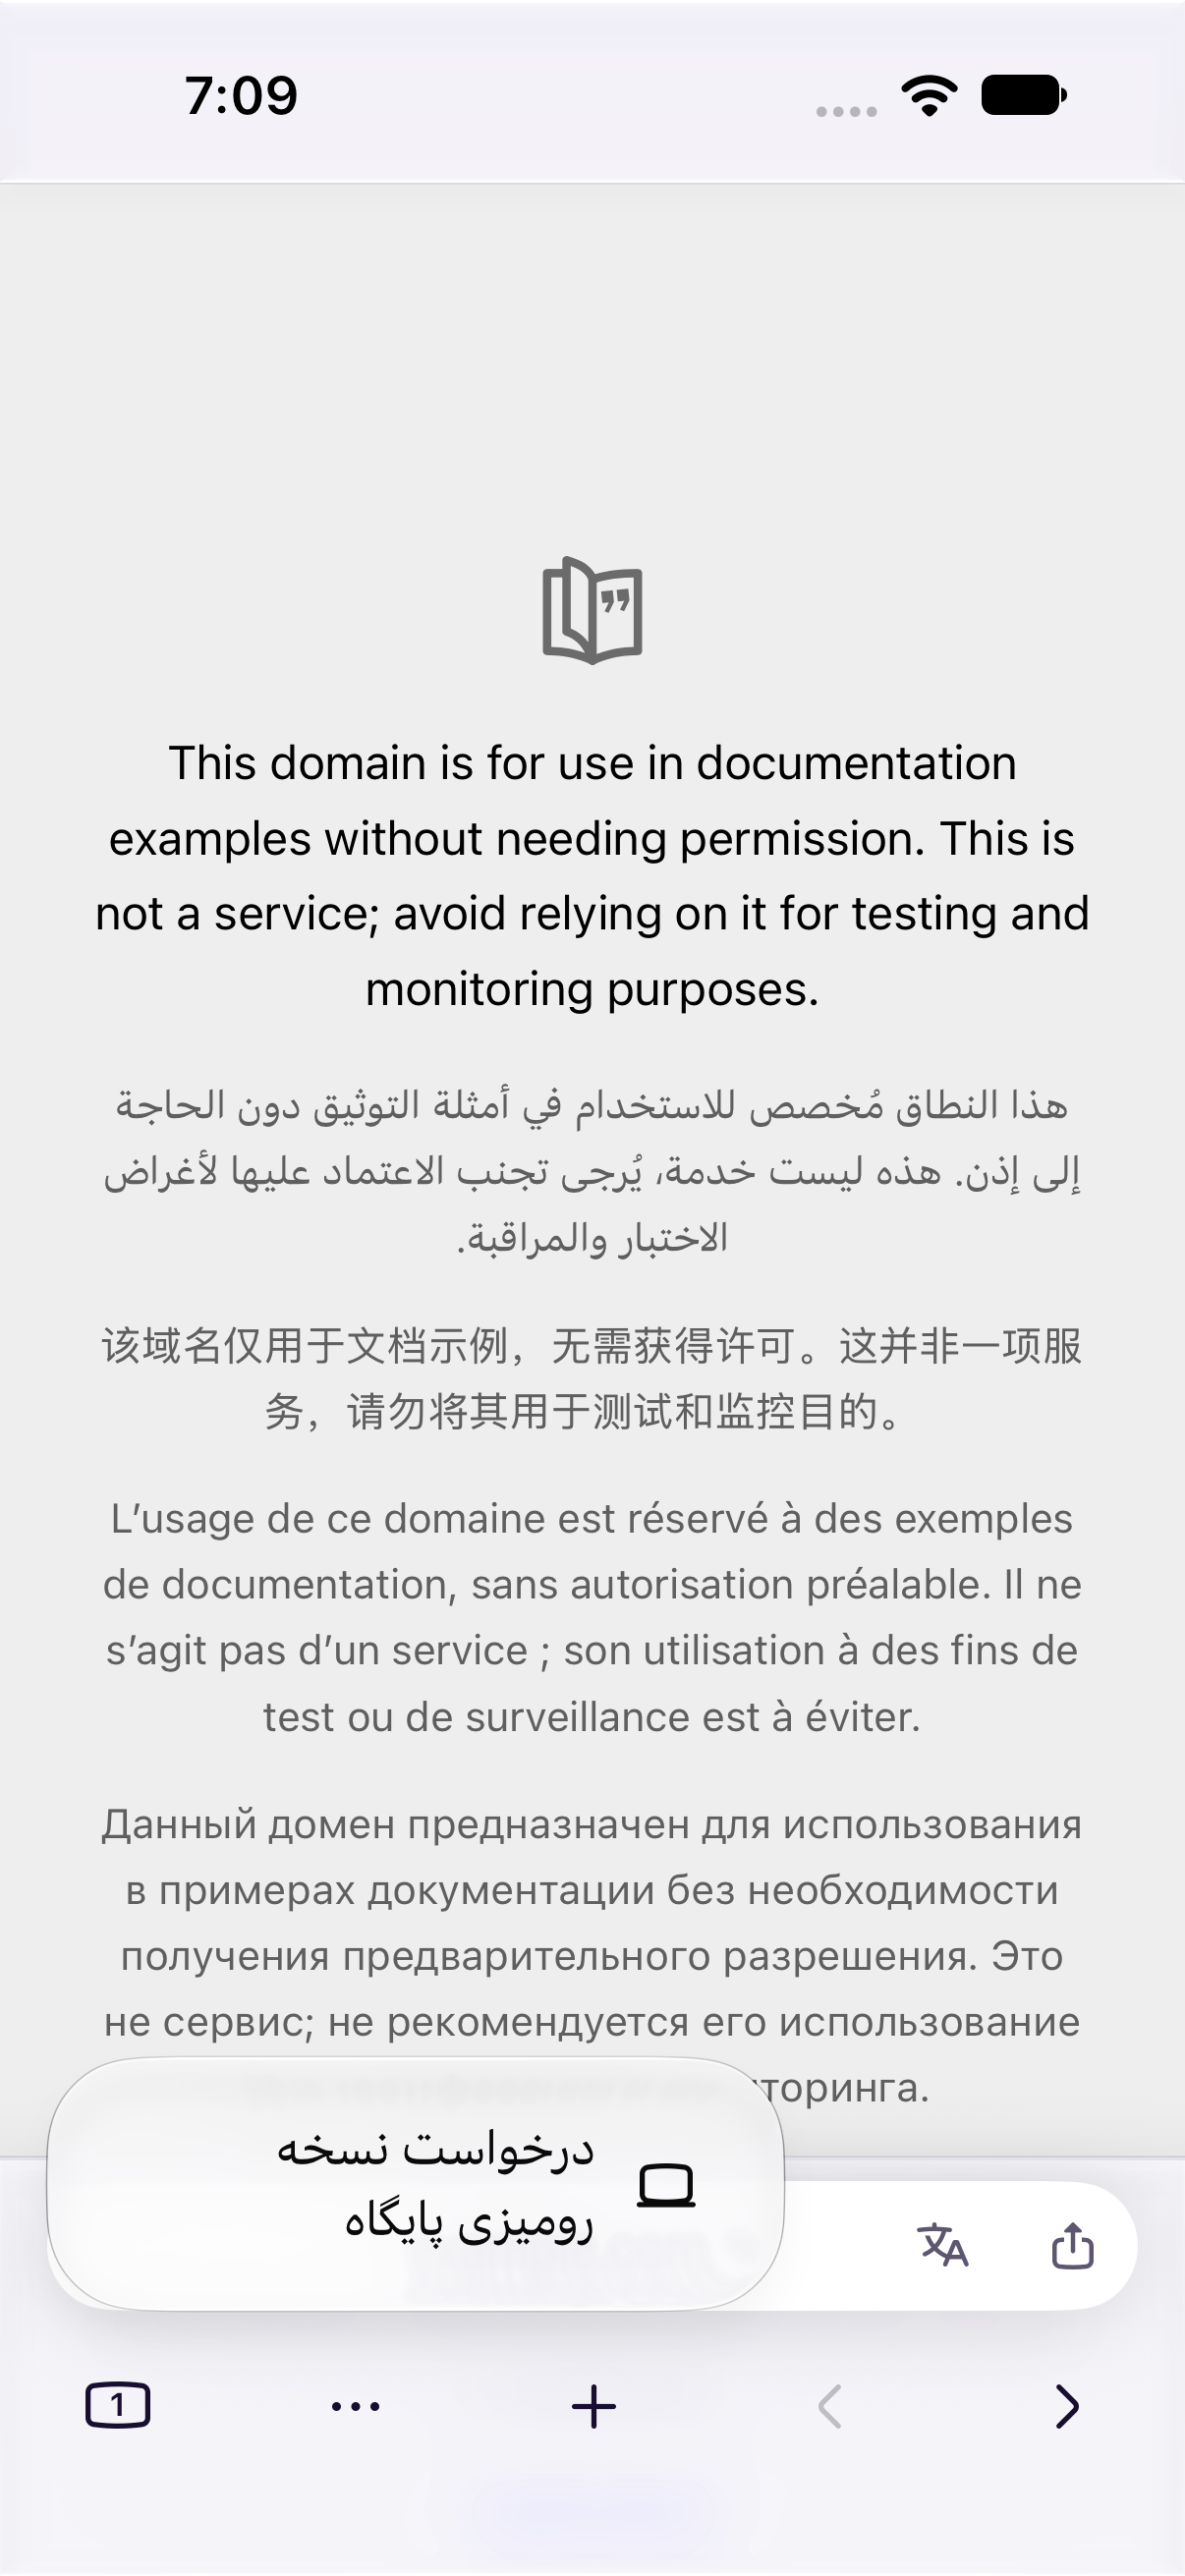 7:09
This domain is for use in documentation
examples without needing permission. This is
not a service; avoid relying on it for testing and
monitoring purposes.
هذا النطاق مُخصص للاستخدام في أمثلة التوثيق دون الحاجة
إلى إذن. هذه ليست خدمة، يُرجى تجنب الاعتماد عليها لأغراض
الاختبار والمراقبة.
该域名仅用于文档示例，无需获得许可。这并非一项服
务，请勿将其用于测试和监控目的。
L’usage de ce domaine est réservé à des exemples
de documentation, sans autorisation préalable. Il ne
s’agit pas d’un service ; son utilisation à des fins de
test ou de surveillance est à éviter.
Данный домен предназначен для использования
в примерах документации без необходимости
получения предварительного разрешения. Это
не сервис; не рекомендуется его использование
درخواست نسخه
رومیزی پایگاه
1